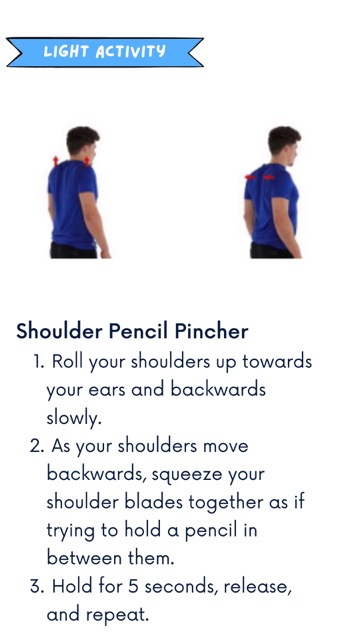 LIGHT ACTIVITY
Shoulder Pencil Pincher
1. Roll your shoulders up towards
your ears and backwards
slowly.
2. As your shoulders move
backwards, squeeze your
shoulder blades together as if
trying to hold a pencil in
between them.
3. Hold for 5 seconds, release,
and repeat.